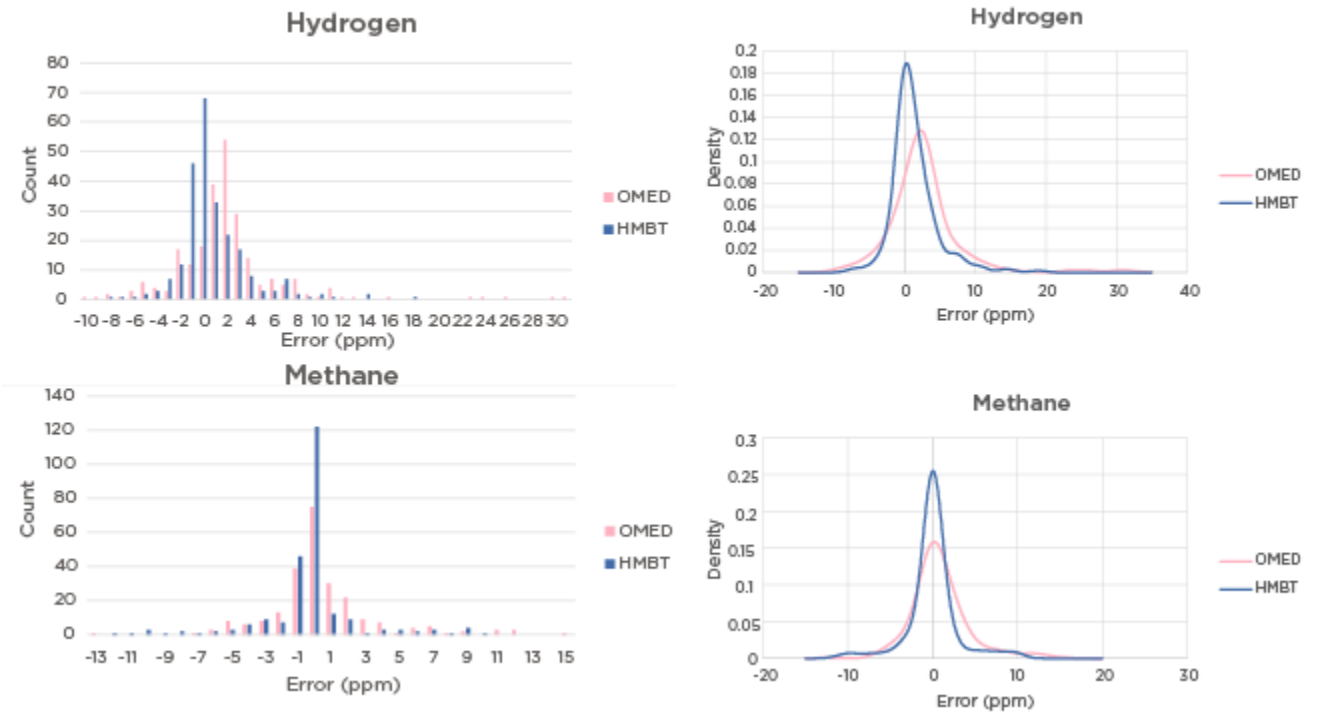 Hydrogen
80
70
60
50
40
30
20
10
0
Count
-10 -8 -6 -4 -2 0 2 4 6 8 10 12 14 16 18 20 22 24 26 28 30
Error (ppm)
OMED
HMBT
Hydrogen
0.2
0.18
0.16
0.14
0.12
0.1
0.08
0.06
0.04
0.02
0
Density
-20 -10 0 10 20 30 40
Error (ppm)
OMED
HMBT
Methane
140
120
100
80
60
40
20
0
Count
-13 -11 -9 -7 -5 -3 -1 1 3 5 7 9 11 13 15
Error (ppm)
OMED
HMBT
Methane
0.3
0.25
0.2
0.15
0.1
0.05
0
Density
-20 -10 0 10 20 30
Error (ppm)
OMED
HMBT